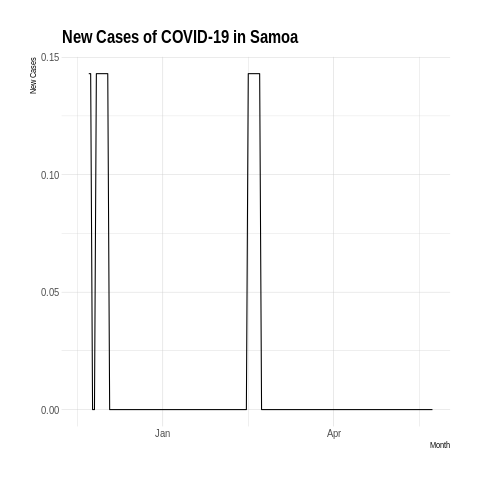 New Cases of COVID-19 in Samoa
New Cases
0.15
0.10
0.05
0.00
Jan
Apr
Month